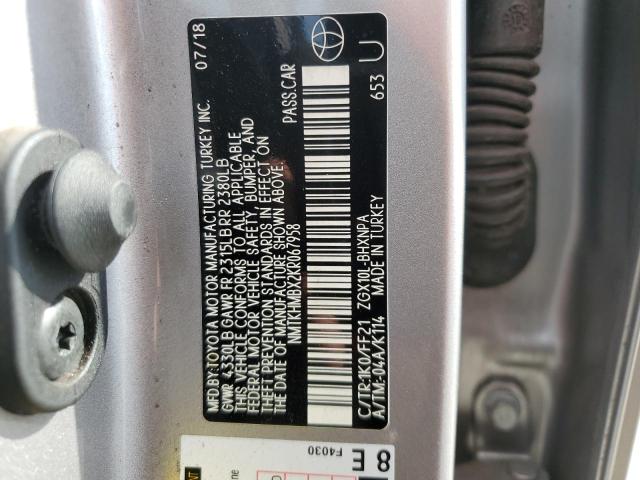 MFD. BY: TOYOTA MOTOR MANUFACTURING TURKEY INC. 07/18
GVWR 4330LB GAWR FR 2315LB RR 2380LB
THIS VEHICLE CONFORMS TO ALL APPLICABLE
FEDERAL MOTOR VEHICLE SAFETY, BUMPER, AND
THEFT PREVENTION STANDARDS IN EFFECT ON
THE DATE OF MANUFACTURE SHOWN ABOVE.
NMTKHMBX2KR067958 PASS.CAR
C/TR:1K0/FF21 ZGX10L-BHXNPA 653 U
A/TM:-04A/K114 MADE IN TURKEY
8 E
F4030